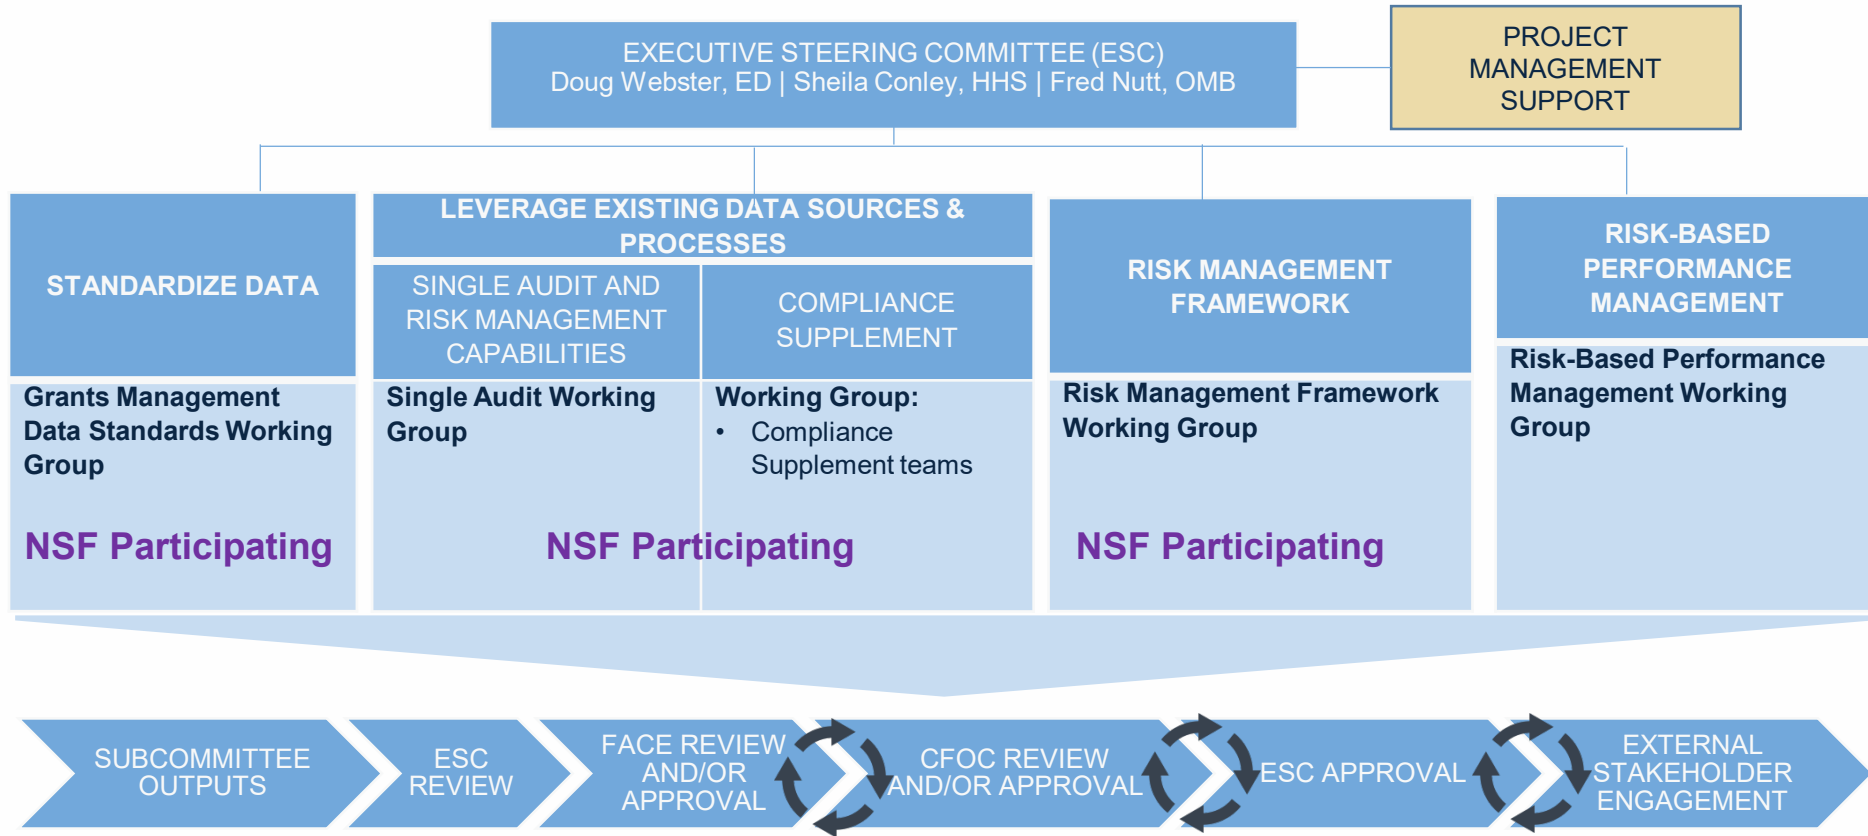 EXECUTIVE STEERING COMMITTEE (ESC)
Doug Webster, ED | Sheila Conley, HHS | Fred Nutt, OMB
PROJECT
MANAGEMENT
SUPPORT
STANDARDIZE DATA
LEVERAGE EXISTING DATA SOURCES &
PROCESSES
SINGLE AUDIT AND
RISK MANAGEMENT
CAPABILITIES
COMPLIANCE
SUPPLEMENT
RISK MANAGEMENT
FRAMEWORK
RISK-BASED
PERFORMANCE
MANAGEMENT
Grants Management
Data Standards Working
Group
NSF Participating
Single Audit Working
Group
Working Group:
• Compliance
Supplement teams
NSF Participating
Risk Management Framework
Working Group
NSF Participating
Risk-Based Performance
Management Working
Group
SUBCOMMITTEE
OUTPUTS
ESC
REVIEW
FACE REVIEW
AND/OR
APPROVAL
CFOC REVIEW
AND/OR APPROVAL
ESC APPROVAL
EXTERNAL
STAKEHOLDER
ENGAGEMENT